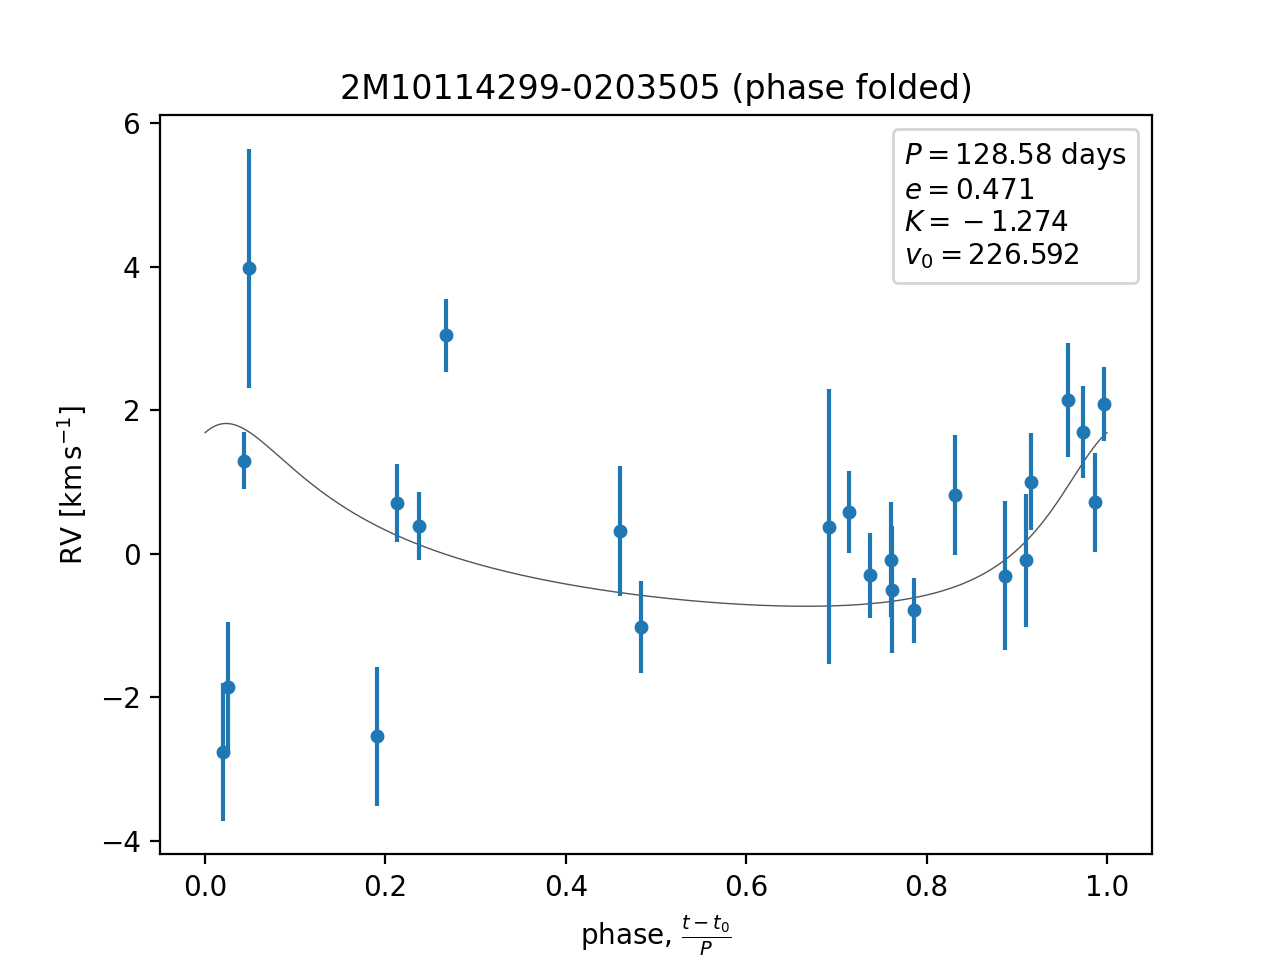 2M10114299-0203505 (phase folded)
P = 128.58 days
e = 0.471
K = −1.274
v₀ = 226.592
RV [km s⁻¹]
6
4
2
0
−2
−4
0.0 0.2 0.4 0.6 0.8 1.0
phase, (t − t₀)/P